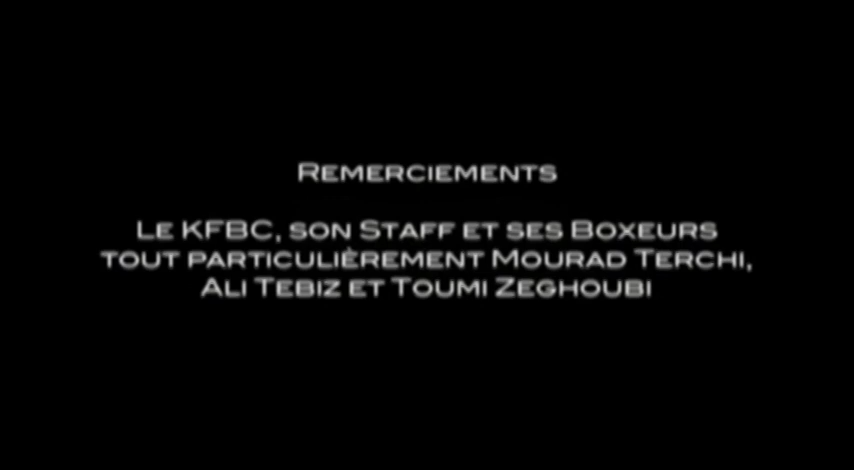 Remerciements
Le KFBC, son Staff et ses Boxeurs
tout particulièrement Mourad Terchi,
Ali Tebiz et Toumi Zeghoubi